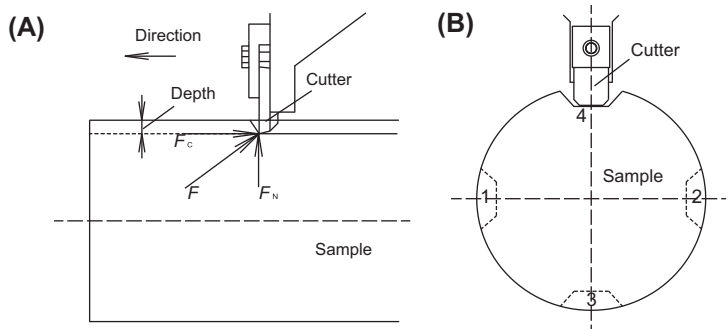 (A)
Direction
Depth
Cutter
Fc
F
FN
Sample
(B)
Cutter
4
Sample
1
2
3